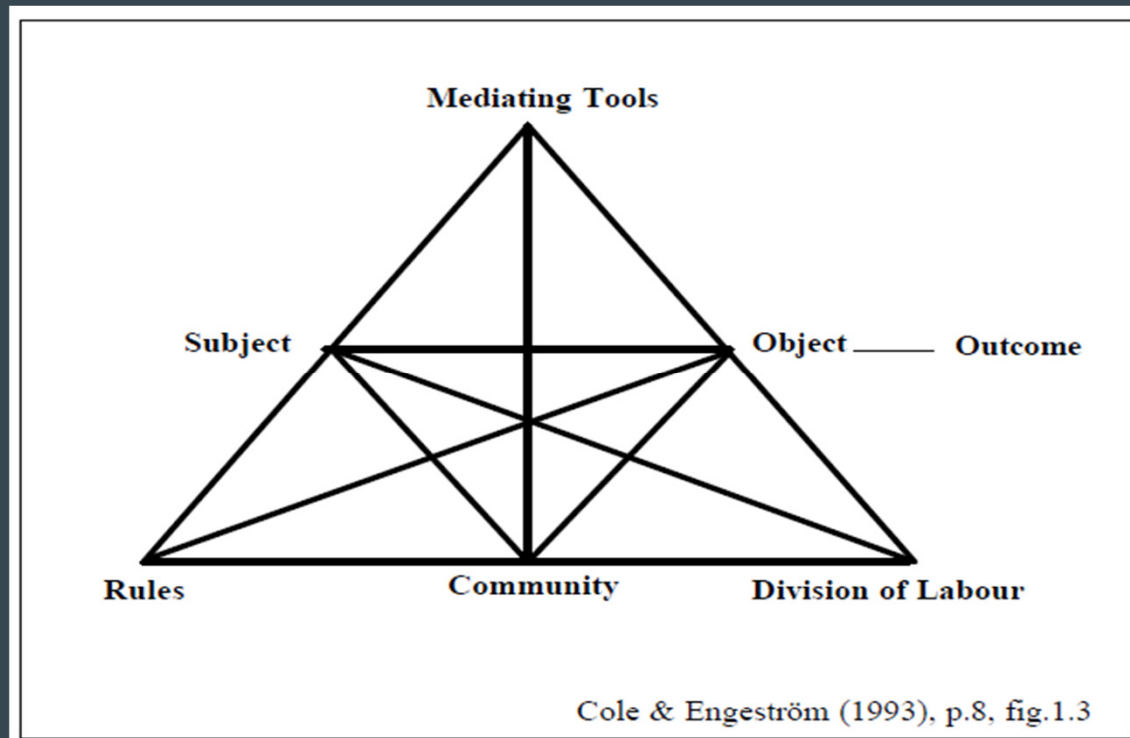 Mediating Tools
Subject
Object
Outcome
Rules
Community
Division of Labour
Cole & Engeström (1993), p.8, fig.1.3